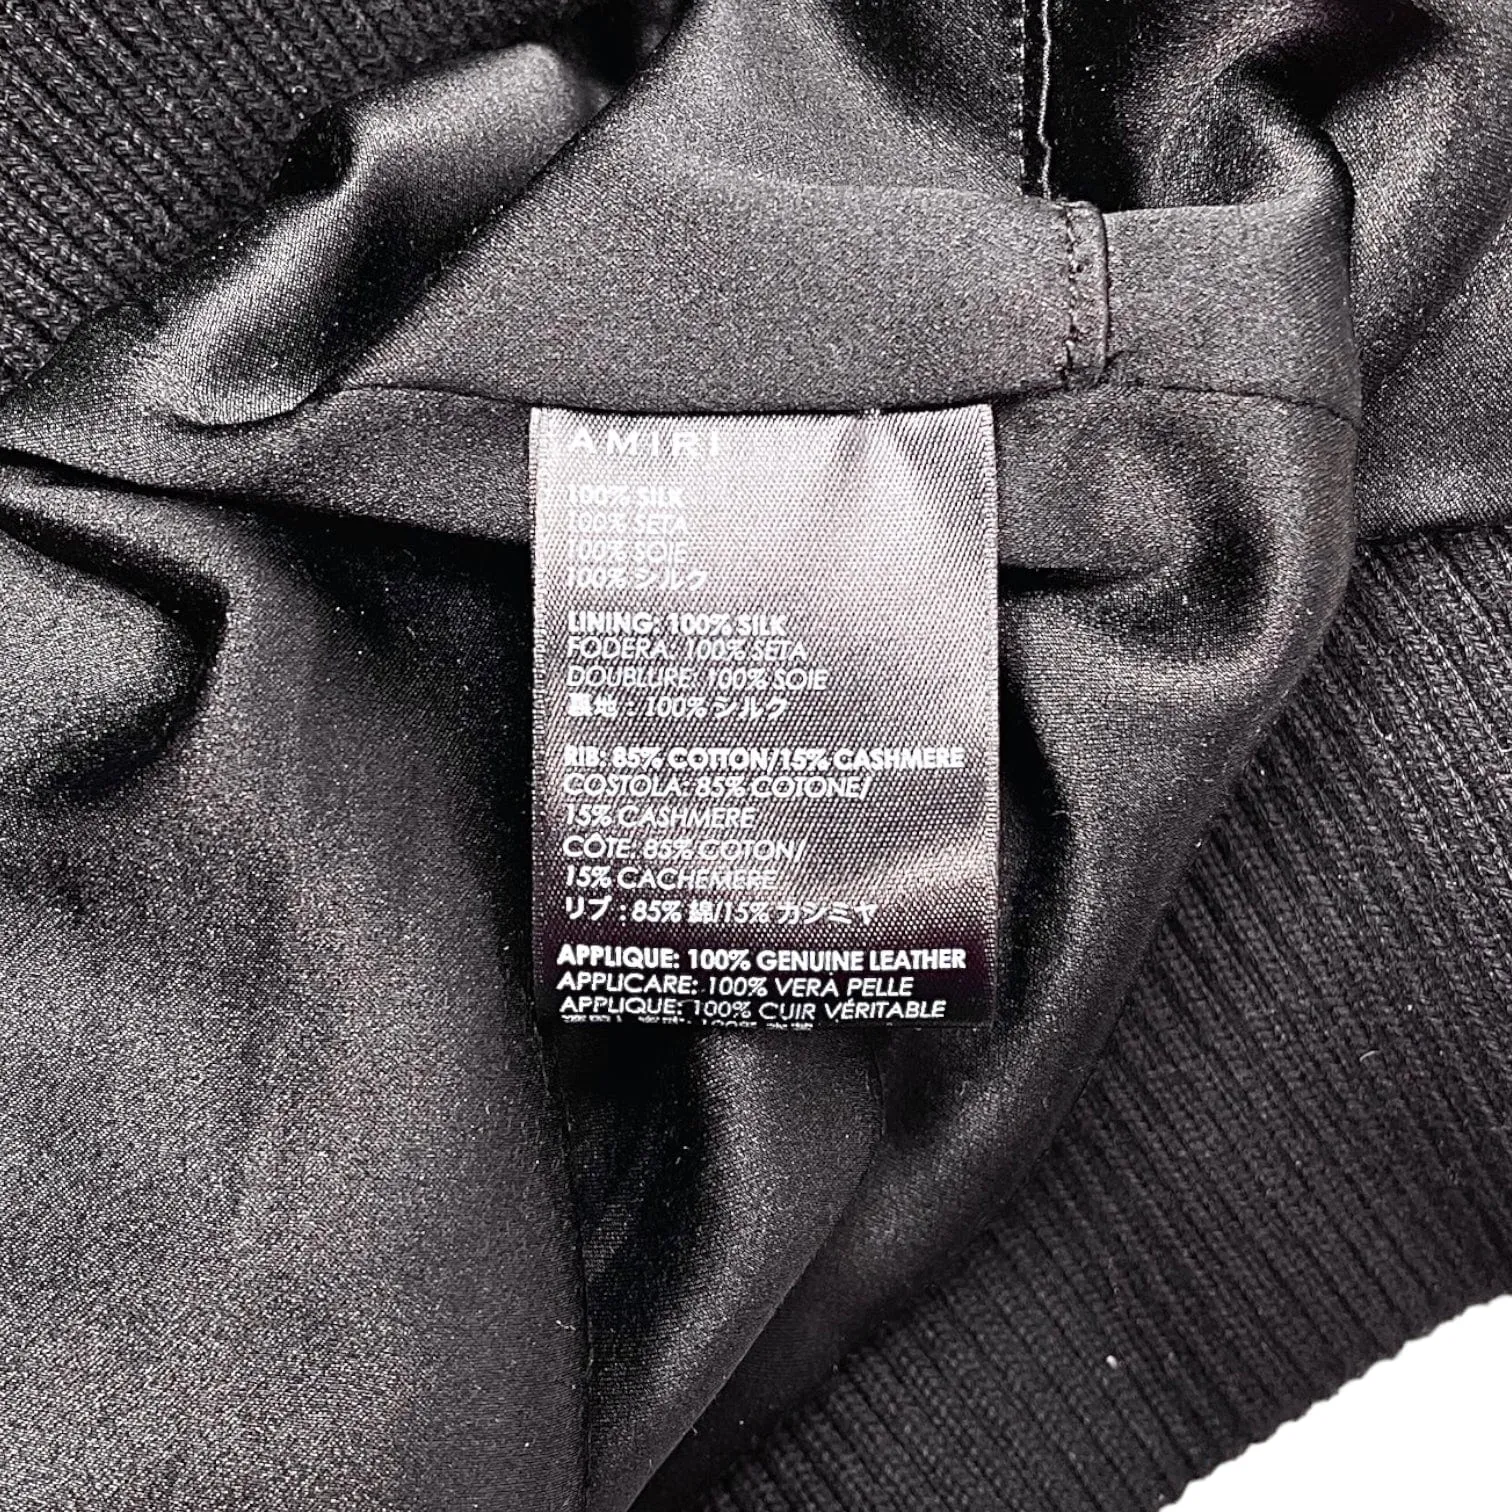 AMIRI
100% SILK
100% SETA
100% SOIE
100% シルク
LINING: 100% SILK
FODERA: 100% SETA
DOUBLURE: 100% SOIE
裏地 : 100% シルク
RIB: 85% COTTON/15% CASHMERE
COSTOLA: 85% COTONE/
15% CASHMERE
CÔTE: 85% COTON/
15% CACHEMERE
リブ : 85% 綿/15% カシミヤ
APPLIQUE: 100% GENUINE LEATHER
APPLICARE: 100% VERA PELLE
APPLIQUE: 100% CUIR VÉRITABLE
100%